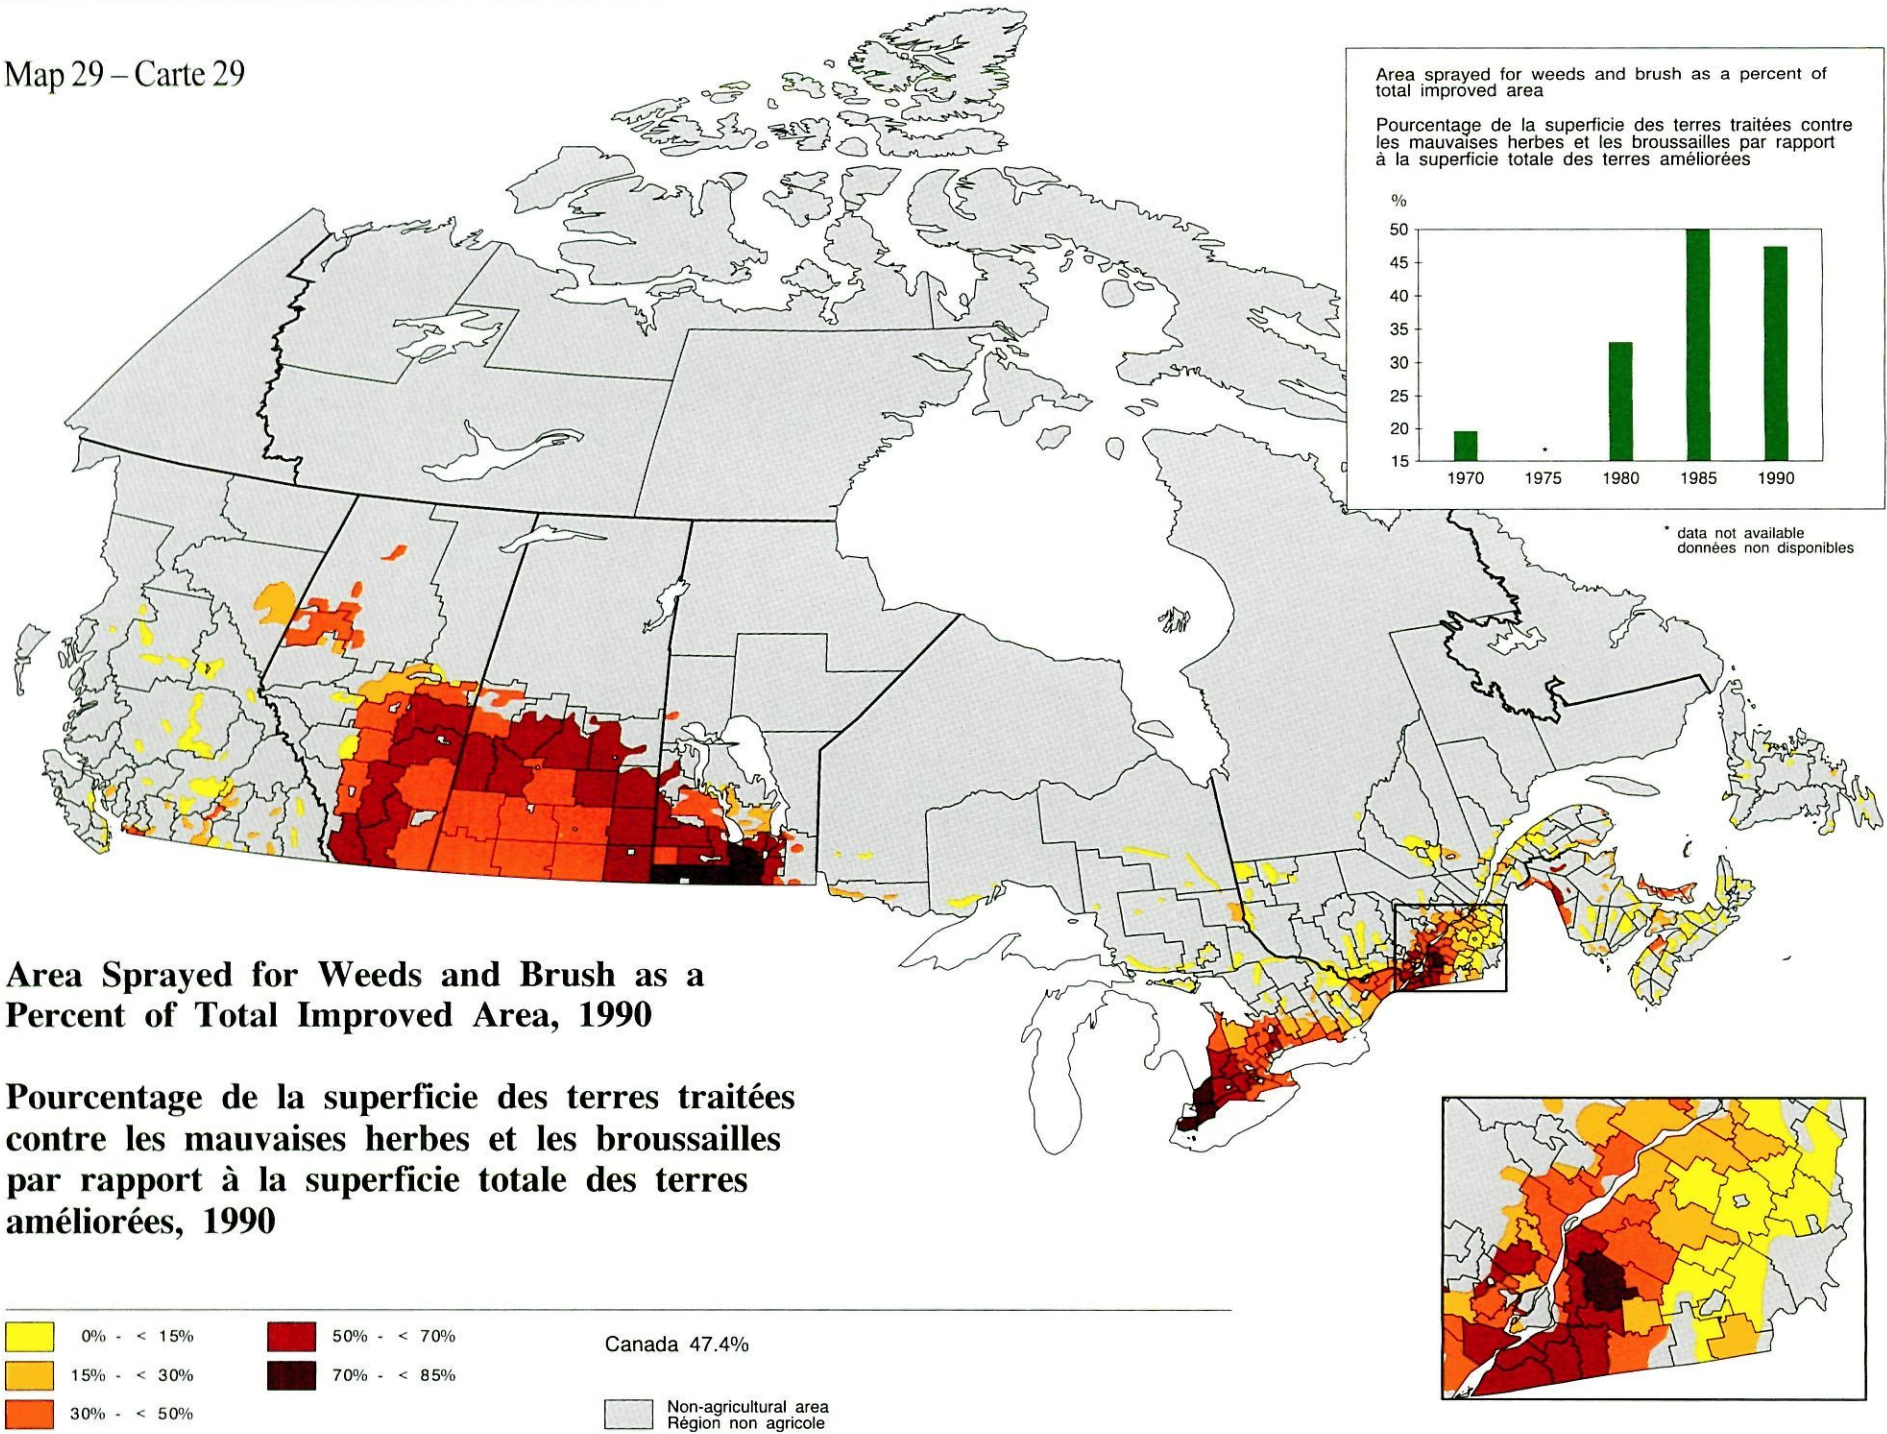 Map 29 – Carte 29
Area sprayed for weeds and brush as a percent of
total improved area
Pourcentage de la superficie des terres traitées contre
les mauvaises herbes et les broussailles par rapport
à la superficie totale des terres améliorées
%
50
45
40
35
30
25
20
15
*
1970 1975 1980 1985 1990
* data not available
données non disponibles
Area Sprayed for Weeds and Brush as a
Percent of Total Improved Area, 1990
Pourcentage de la superficie des terres traitées
contre les mauvaises herbes et les broussailles
par rapport à la superficie totale des terres
améliorées, 1990
0% - < 15%
15% - < 30%
30% - < 50%
50% - < 70%
70% - < 85%
Canada 47.4%
Non-agricultural area
Région non agricole